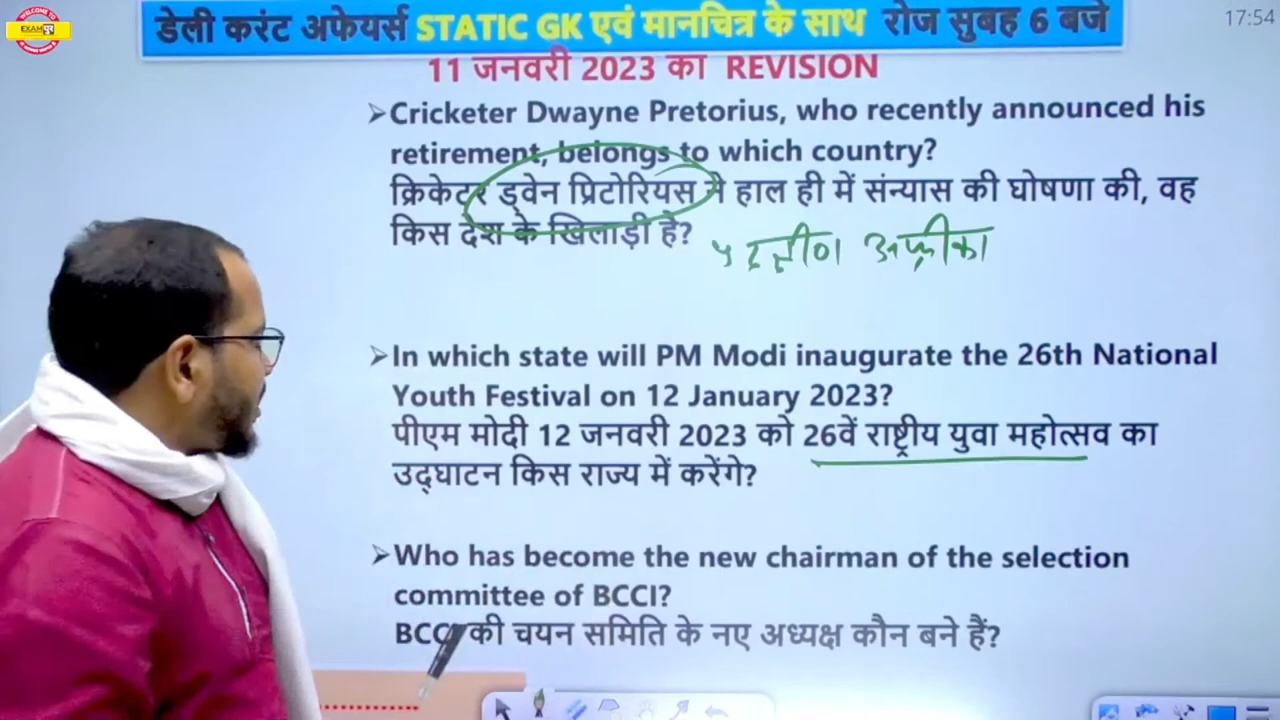 WELCOME TO
EXAM
डेली करंट अफेयर्स STATIC GK एवं मानचित्र के साथ रोज सुबह 6 बजे
17:54
11 जनवरी 2023 का REVISION
➢Cricketer Dwayne Pretorius, who recently announced his
retirement, belongs to which country?
क्रिकेटर ड्वेन प्रिटोरियस ने हाल ही में संन्यास की घोषणा की, वह
किस देश के खिलाड़ी है?
दक्षीण अफ्रीका
➢In which state will PM Modi inaugurate the 26th National
Youth Festival on 12 January 2023?
पीएम मोदी 12 जनवरी 2023 को 26वें राष्ट्रीय युवा महोत्सव का
उद्घाटन किस राज्य में करेंगे?
➢Who has become the new chairman of the selection
committee of BCCI?
BCCI की चयन समिति के नए अध्यक्ष कौन बने हैं?